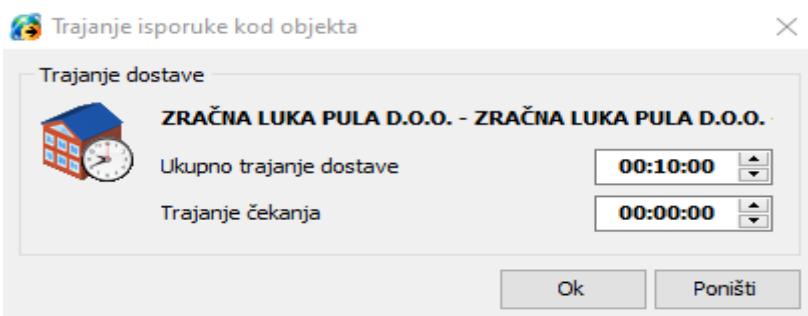 Trajanje isporuke kod objekta
Trajanje dostave
ZRAČNA LUKA PULA D.O.O. - ZRAČNA LUKA PULA D.O.O.
Ukupno trajanje dostave 00:10:00
Trajanje čekanja 00:00:00
Ok Poništi